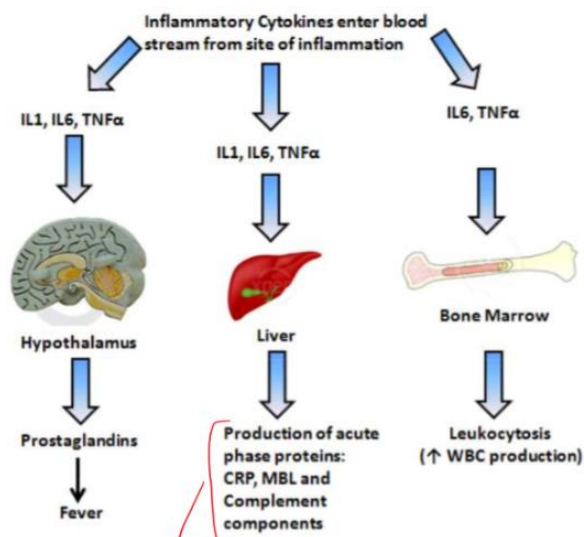 Inflammatory Cytokines enter blood
stream from site of inflammation
IL1, IL6, TNFα
IL1, IL6, TNFα
IL6, TNFα
Hypothalamus
Liver
Bone Marrow
Prostaglandins
Fever
Production of acute
phase proteins:
CRP, MBL and
Complement
components
Leukocytosis
(↑ WBC production)